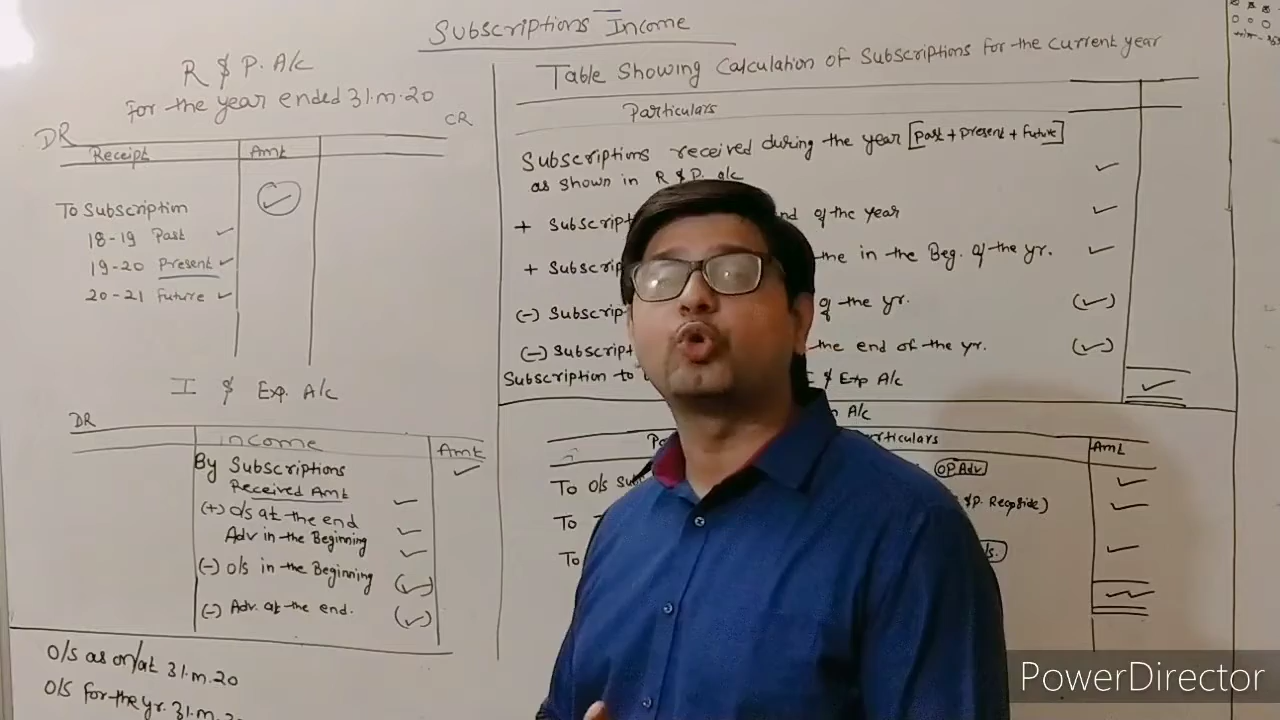 Subscriptions Income
R & P. A/c
for the year ended 31.m.20
DR
CR
Receipt
Amt
To Subscription
18-19 Past
19-20 Present
20-21 Future
I & Exp. A/c
DR
income
Amt
By Subscriptions
Received Amt
(+) o/s at the end
Adv in the Beginning
(-) o/s in the Beginning
(-) Adv. at the end.
O/S as on/at 31.m.20
O/S for the yr. 31.m.
Table Showing Calculation of Subscriptions for the current year
Particulars
Subscriptions received during the year [past + present + future]
as shown in R & P. a/c
+ Subscript of the year
+ Subscrip the in the Beg. of the yr.
(-) Subscrip of the yr.
(-) Subscript the end of the yr.
Subscription to & Exp A/c
A/c
Amt
To o/s Su OP Adv
To &P. Recp side)
To
PowerDirector